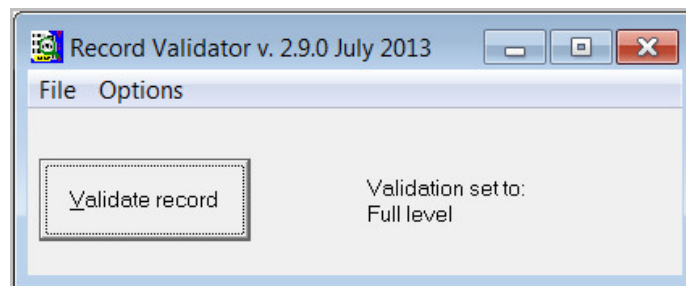 Record Validator v. 2.9.0 July 2013
File Options
Validate record
Validation set to:
Full level